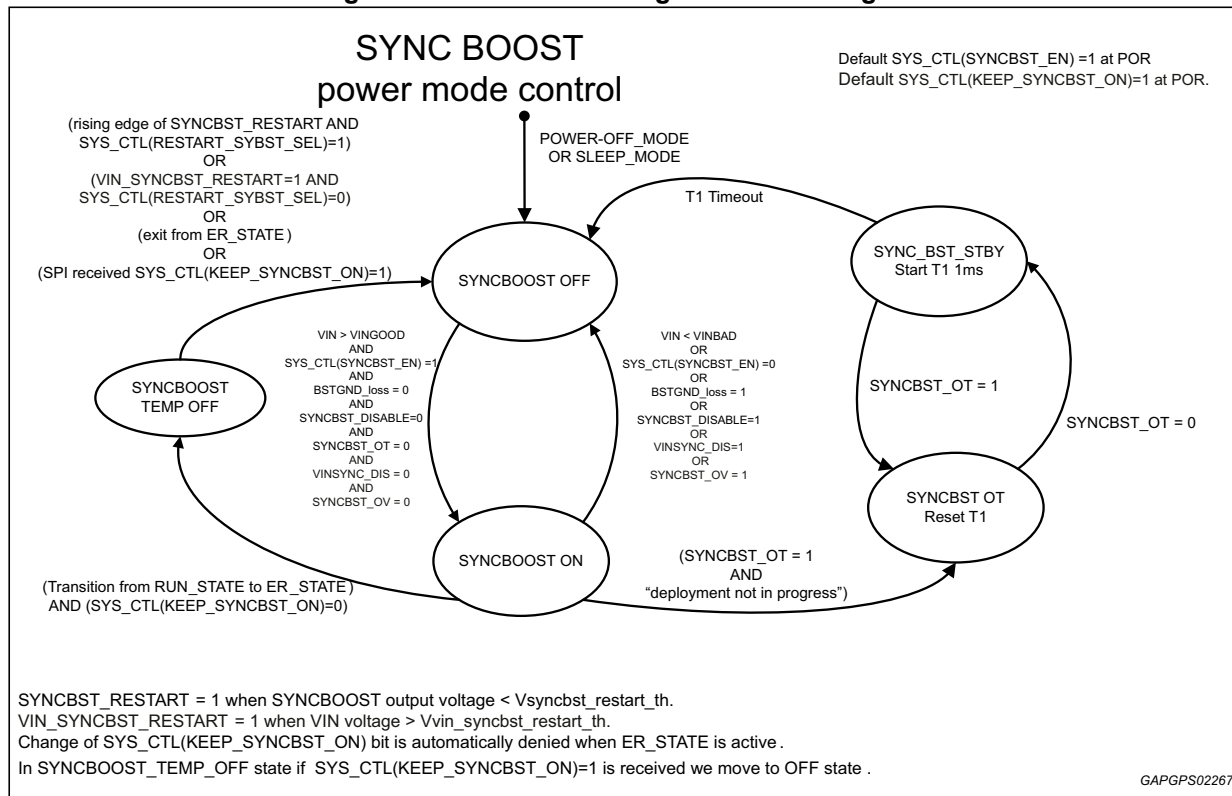 SYNC BOOST
power mode control
Default SYS_CTL(SYNCBST_EN) =1 at POR
Default SYS_CTL(KEEP_SYNCBST_ON)=1 at POR.
(rising edge of SYNCBST_RESTART AND
SYS_CTL(RESTART_SYBST_SEL)=1)
OR
(VIN_SYNCBST_RESTART=1 AND
SYS_CTL(RESTART_SYBST_SEL)=0)
OR
(exit from ER_STATE)
OR
(SPI received SYS_CTL(KEEP_SYNCBST_ON)=1)
POWER-OFF_MODE
OR SLEEP_MODE
T1 Timeout
SYNC_BST_STBY
Start T1 1ms
SYNCBOOST OFF
VIN > VINGOOD
AND
SYS_CTL(SYNCBST_EN) =1
AND
BSTGND_loss = 0
AND
SYNCBST_DISABLE=0
AND
SYNCBST_OT = 0
AND
VINSYNC_DIS = 0
AND
SYNCBST_OV = 0
VIN < VINBAD
OR
SYS_CTL(SYNCBST_EN) =0
OR
BSTGND_loss = 1
OR
SYNCBST_DISABLE=1
OR
VINSYNC_DIS=1
OR
SYNCBST_OV = 1
SYNCBOOST
TEMP OFF
SYNCBST_OT = 1
SYNCBST_OT = 0
SYNCBST OT
Reset T1
SYNCBOOST ON
(Transition from RUN_STATE to ER_STATE)
AND (SYS_CTL(KEEP_SYNCBST_ON)=0)
(SYNCBST_OT = 1
AND
“deployment not in progress”)
SYNCBST_RESTART = 1 when SYNCBOOST output voltage < Vsyncbst_restart_th.
VIN_SYNCBST_RESTART = 1 when VIN voltage > Vvin_syncbst_restart_th.
Change of SYS_CTL(KEEP_SYNCBST_ON) bit is automatically denied when ER_STATE is active.
In SYNCBOOST_TEMP_OFF state if SYS_CTL(KEEP_SYNCBST_ON)=1 is received we move to OFF state .
GAPGPS02267